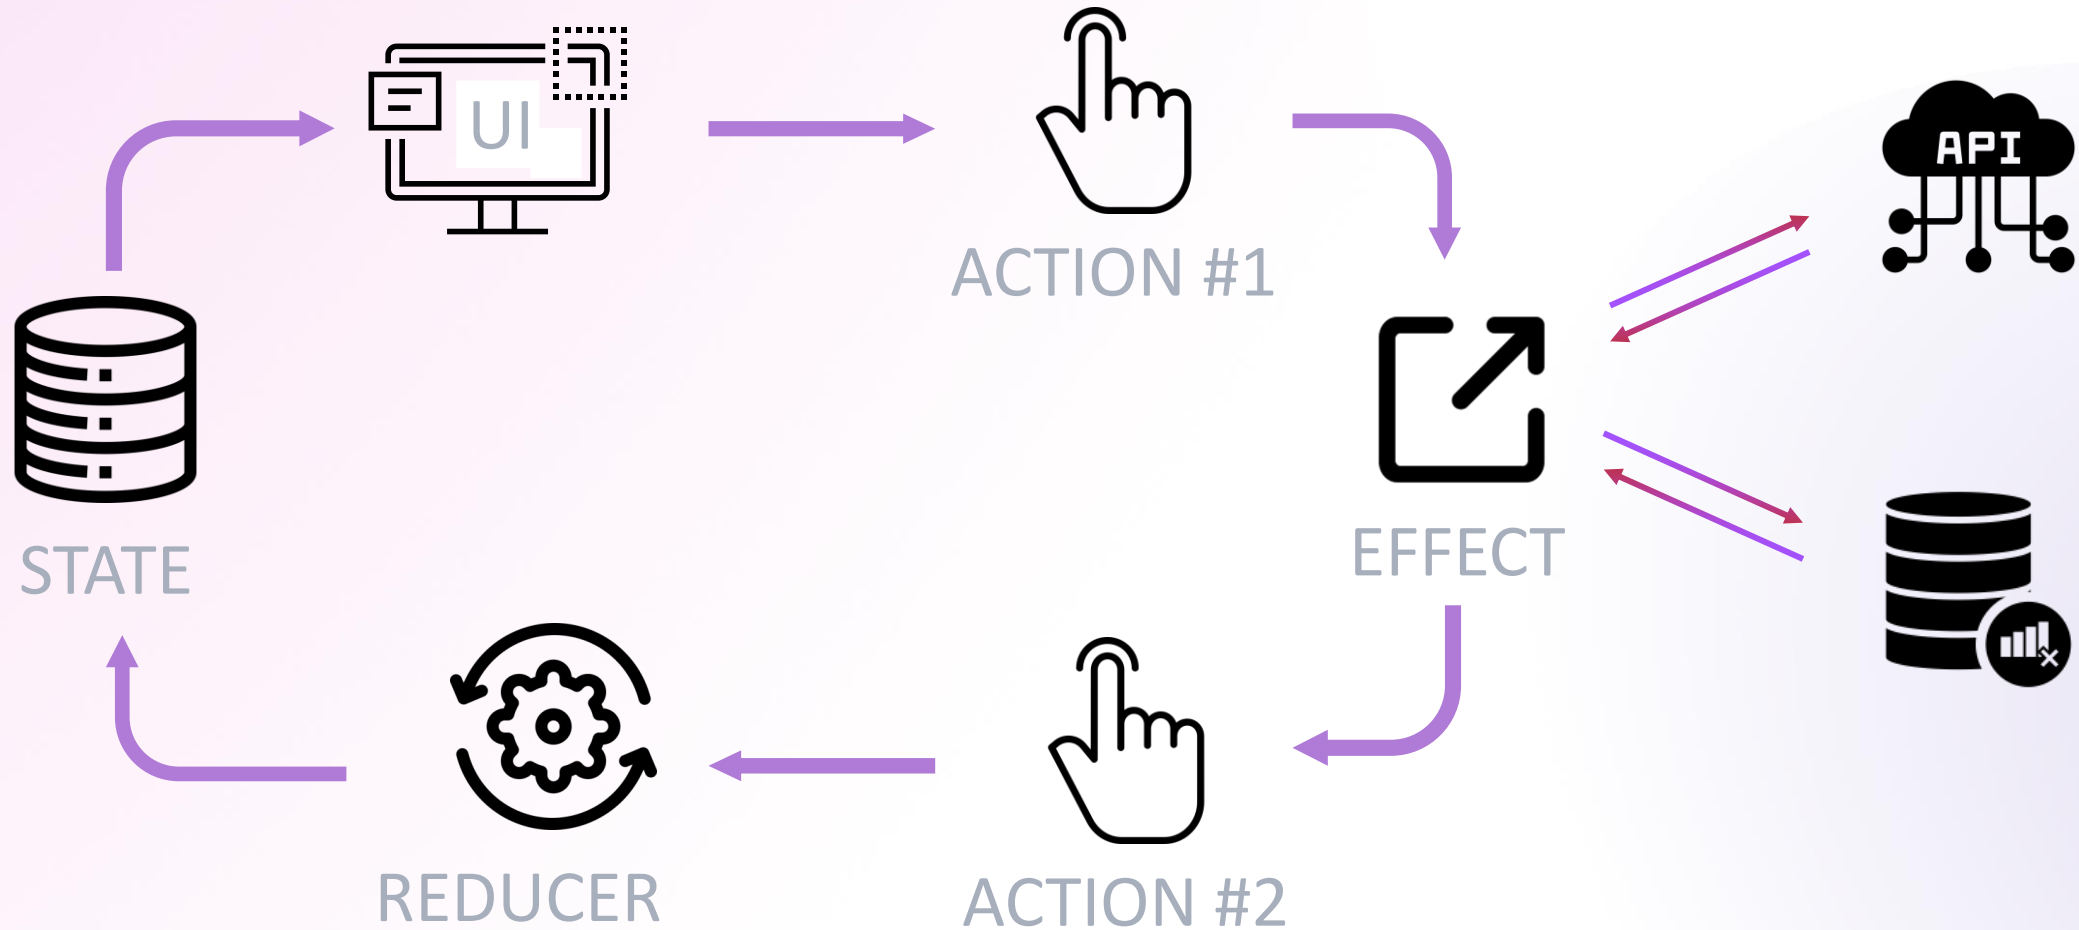 UI
API
ACTION #1
STATE
EFFECT
REDUCER
ACTION #2